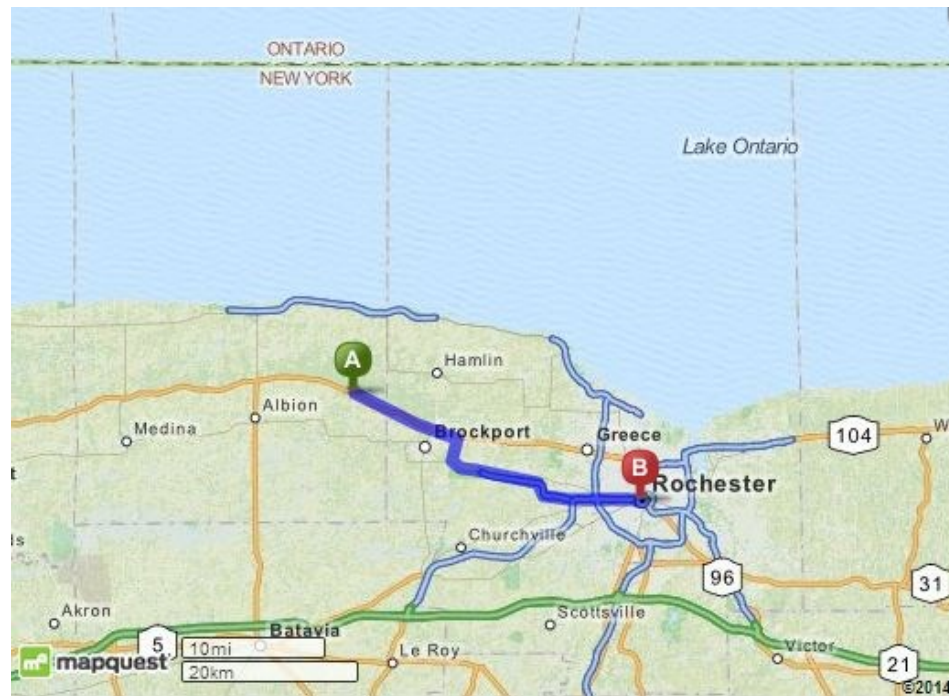 ONTARIO
NEW YORK
Lake Ontario
A
Hamlin
Albion
Medina
Brockport
Greece
104
W
B
Rochester
t
ds
Churchville
96
31
Akron
Scottsville
Batavia
5
10mi
Le Roy
Victor
mapquest
20km
21
©2014